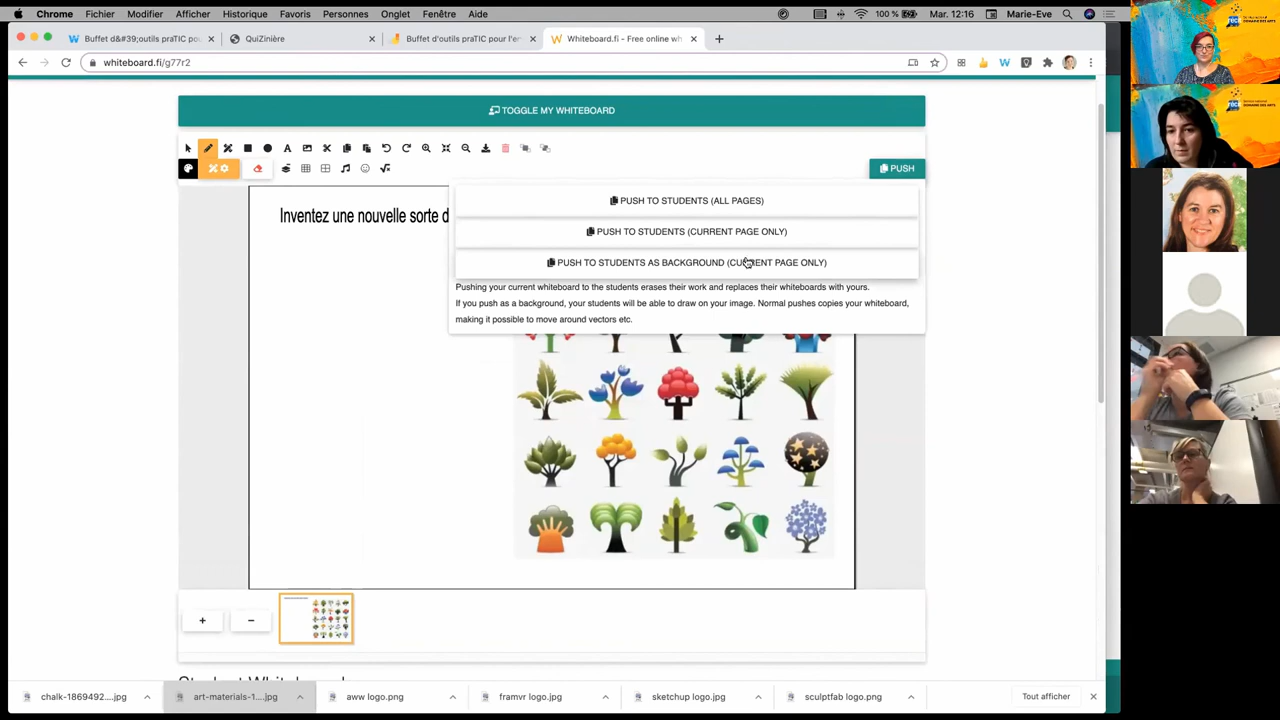 Chrome Fichier Modifier Afficher Historique Favoris Personnes Onglet Fenêtre Aide 100 % Mar. 12:16 Marie-Eve
Buffet d&#39;outils praTIC po
QuiZinière
Buffet d'outils praTIC pour l'er
Whiteboard.fi - Free online wh
whiteboard.fi/g77r2
TOGGLE MY WHITEBOARD
PUSH
Inventez une nouvelle sorte d
PUSH TO STUDENTS (ALL PAGES)
PUSH TO STUDENTS (CURRENT PAGE ONLY)
PUSH TO STUDENTS AS BACKGROUND (CURRENT PAGE ONLY)
Pushing your current whiteboard to the students erases their work and replaces their whiteboards with yours.
If you push as a background, your students will be able to draw on your image. Normal pushes copies your whiteboard,
making it possible to move around vectors etc.
chalk-1869492....jpg
art-materials-1....jpg
aww logo.png
framvr logo.jpg
sketchup logo.jpg
sculptfab logo.png
Tout afficher